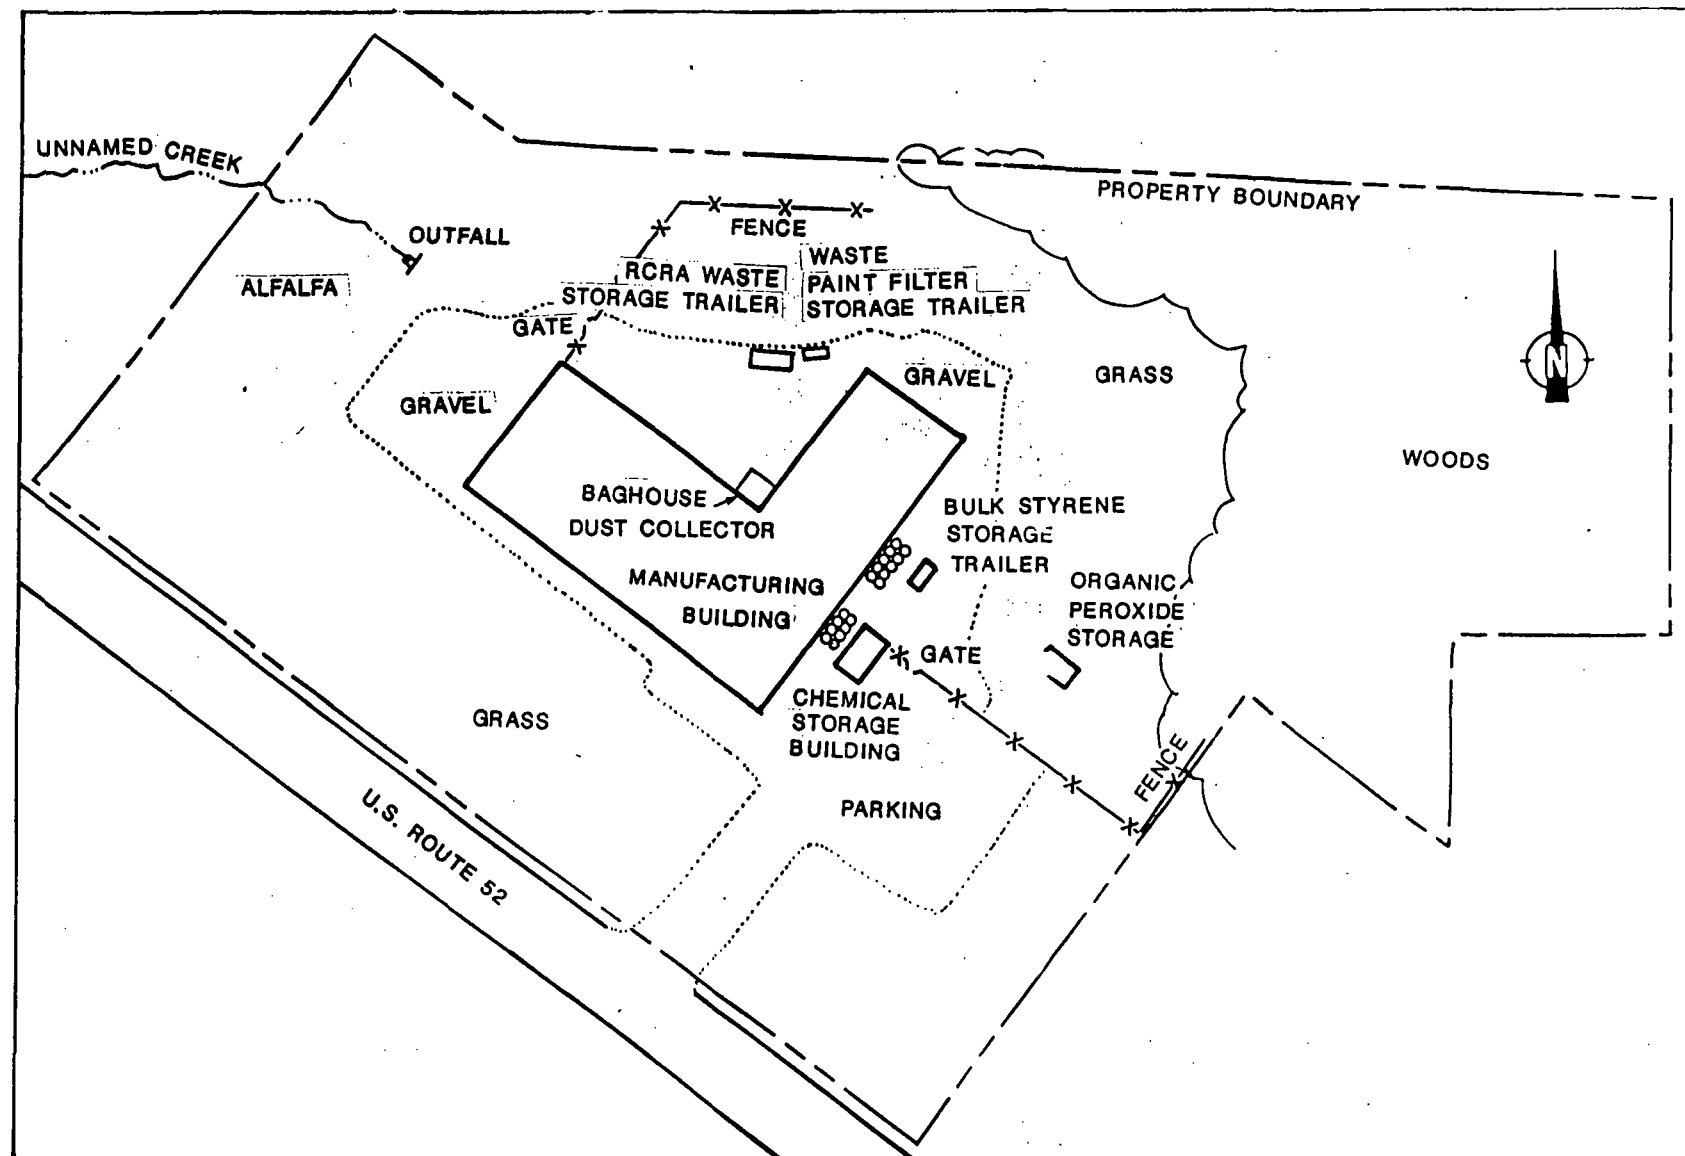 UNNAMED CREEK
PROPERTY BOUNDARY
OUTFALL
FENCE
ALFALFA
RCRA WASTE
STORAGE TRAILER
WASTE
PAINT FILTER
STORAGE TRAILER
GATE
GRAVEL
GRAVEL
GRASS
N
WOODS
BAGHOUSE
DUST COLLECTOR
BULK STYRENE
STORAGE
TRAILER
MANUFACTURING
BUILDING
ORGANIC
PEROXIDE
STORAGE
GATE
CHEMICAL
STORAGE
BUILDING
GRASS
FENCE
PARKING
U.S. ROUTE 52